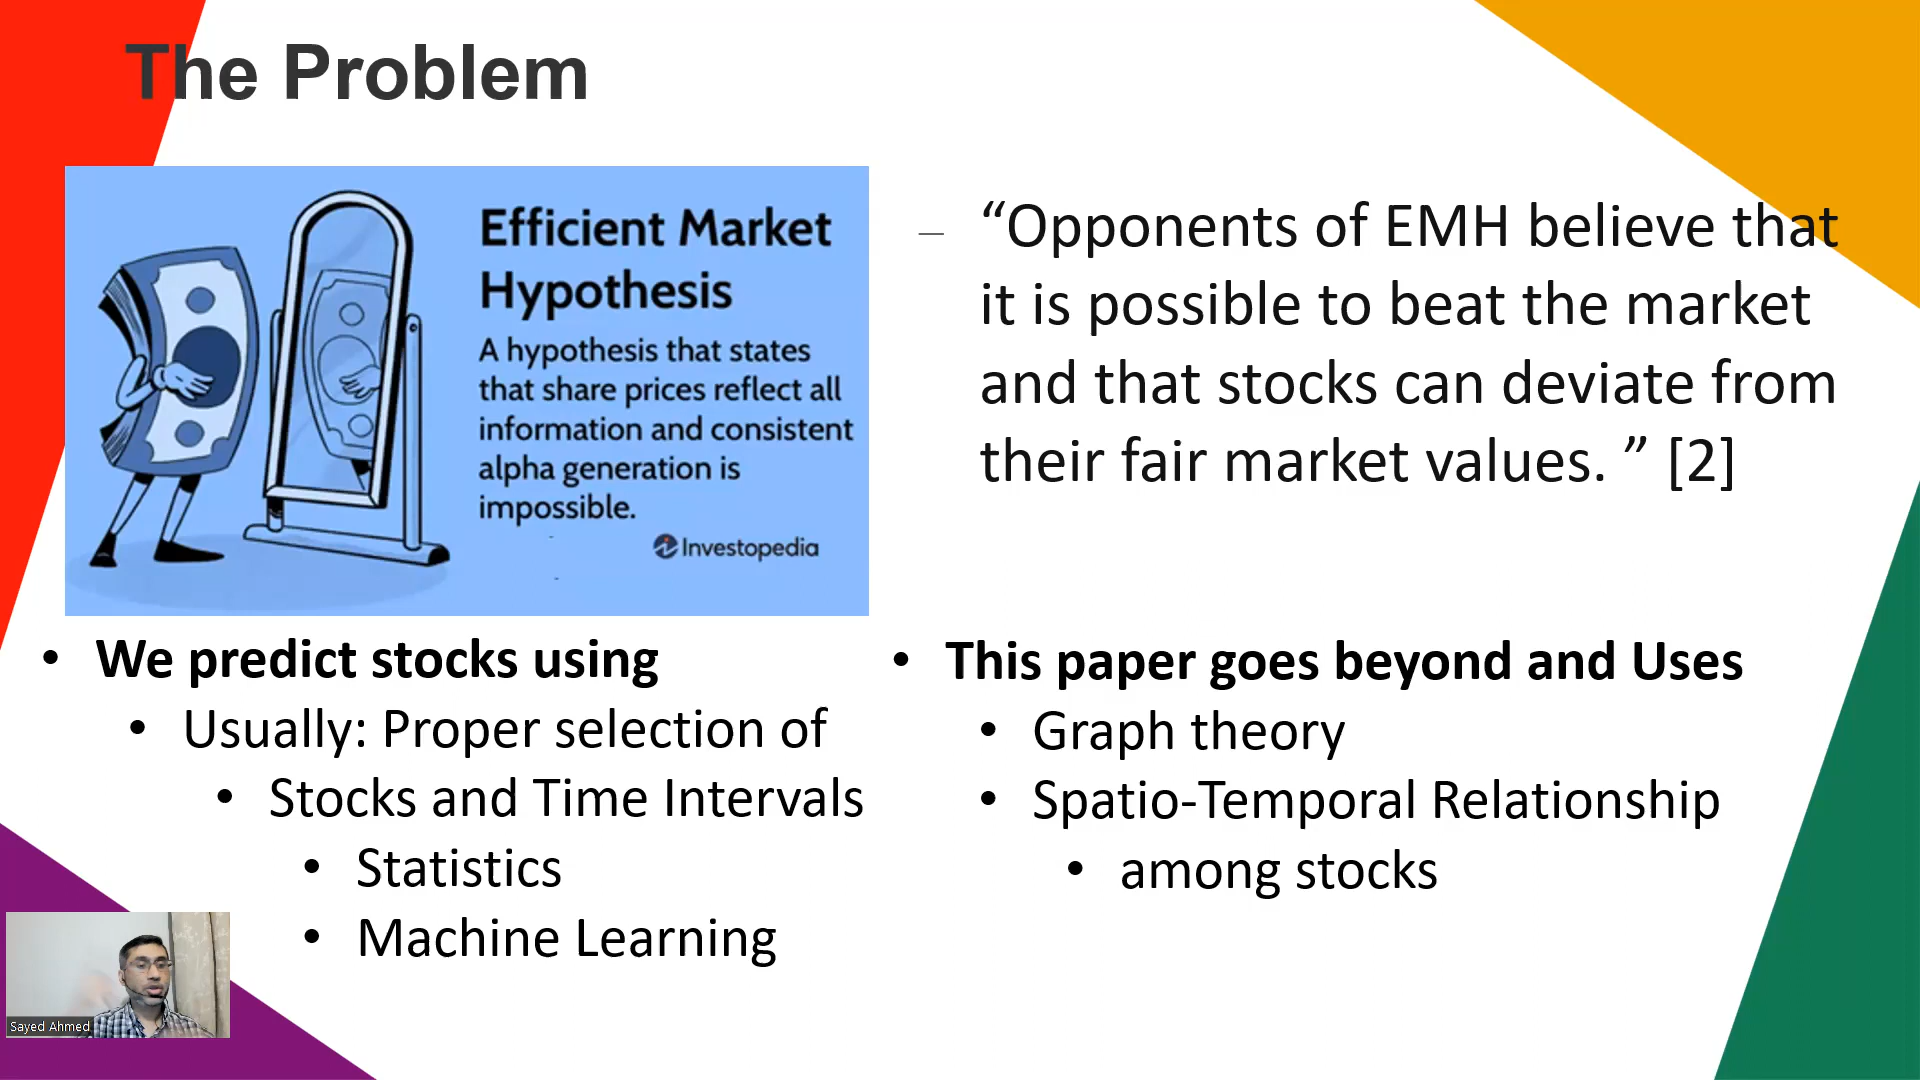 The Problem
Efficient Market
Hypothesis
A hypothesis that states
that share prices reflect all
information and consistent
alpha generation is
impossible.
Investopedia
– “Opponents of EMH believe that
it is possible to beat the market
and that stocks can deviate from
their fair market values. ” [2]
• We predict stocks using
• Usually: Proper selection of
• Stocks and Time Intervals
• Statistics
• Machine Learning
• This paper goes beyond and Uses
• Graph theory
• Spatio-Temporal Relationship
• among stocks
Sayed Ahmed